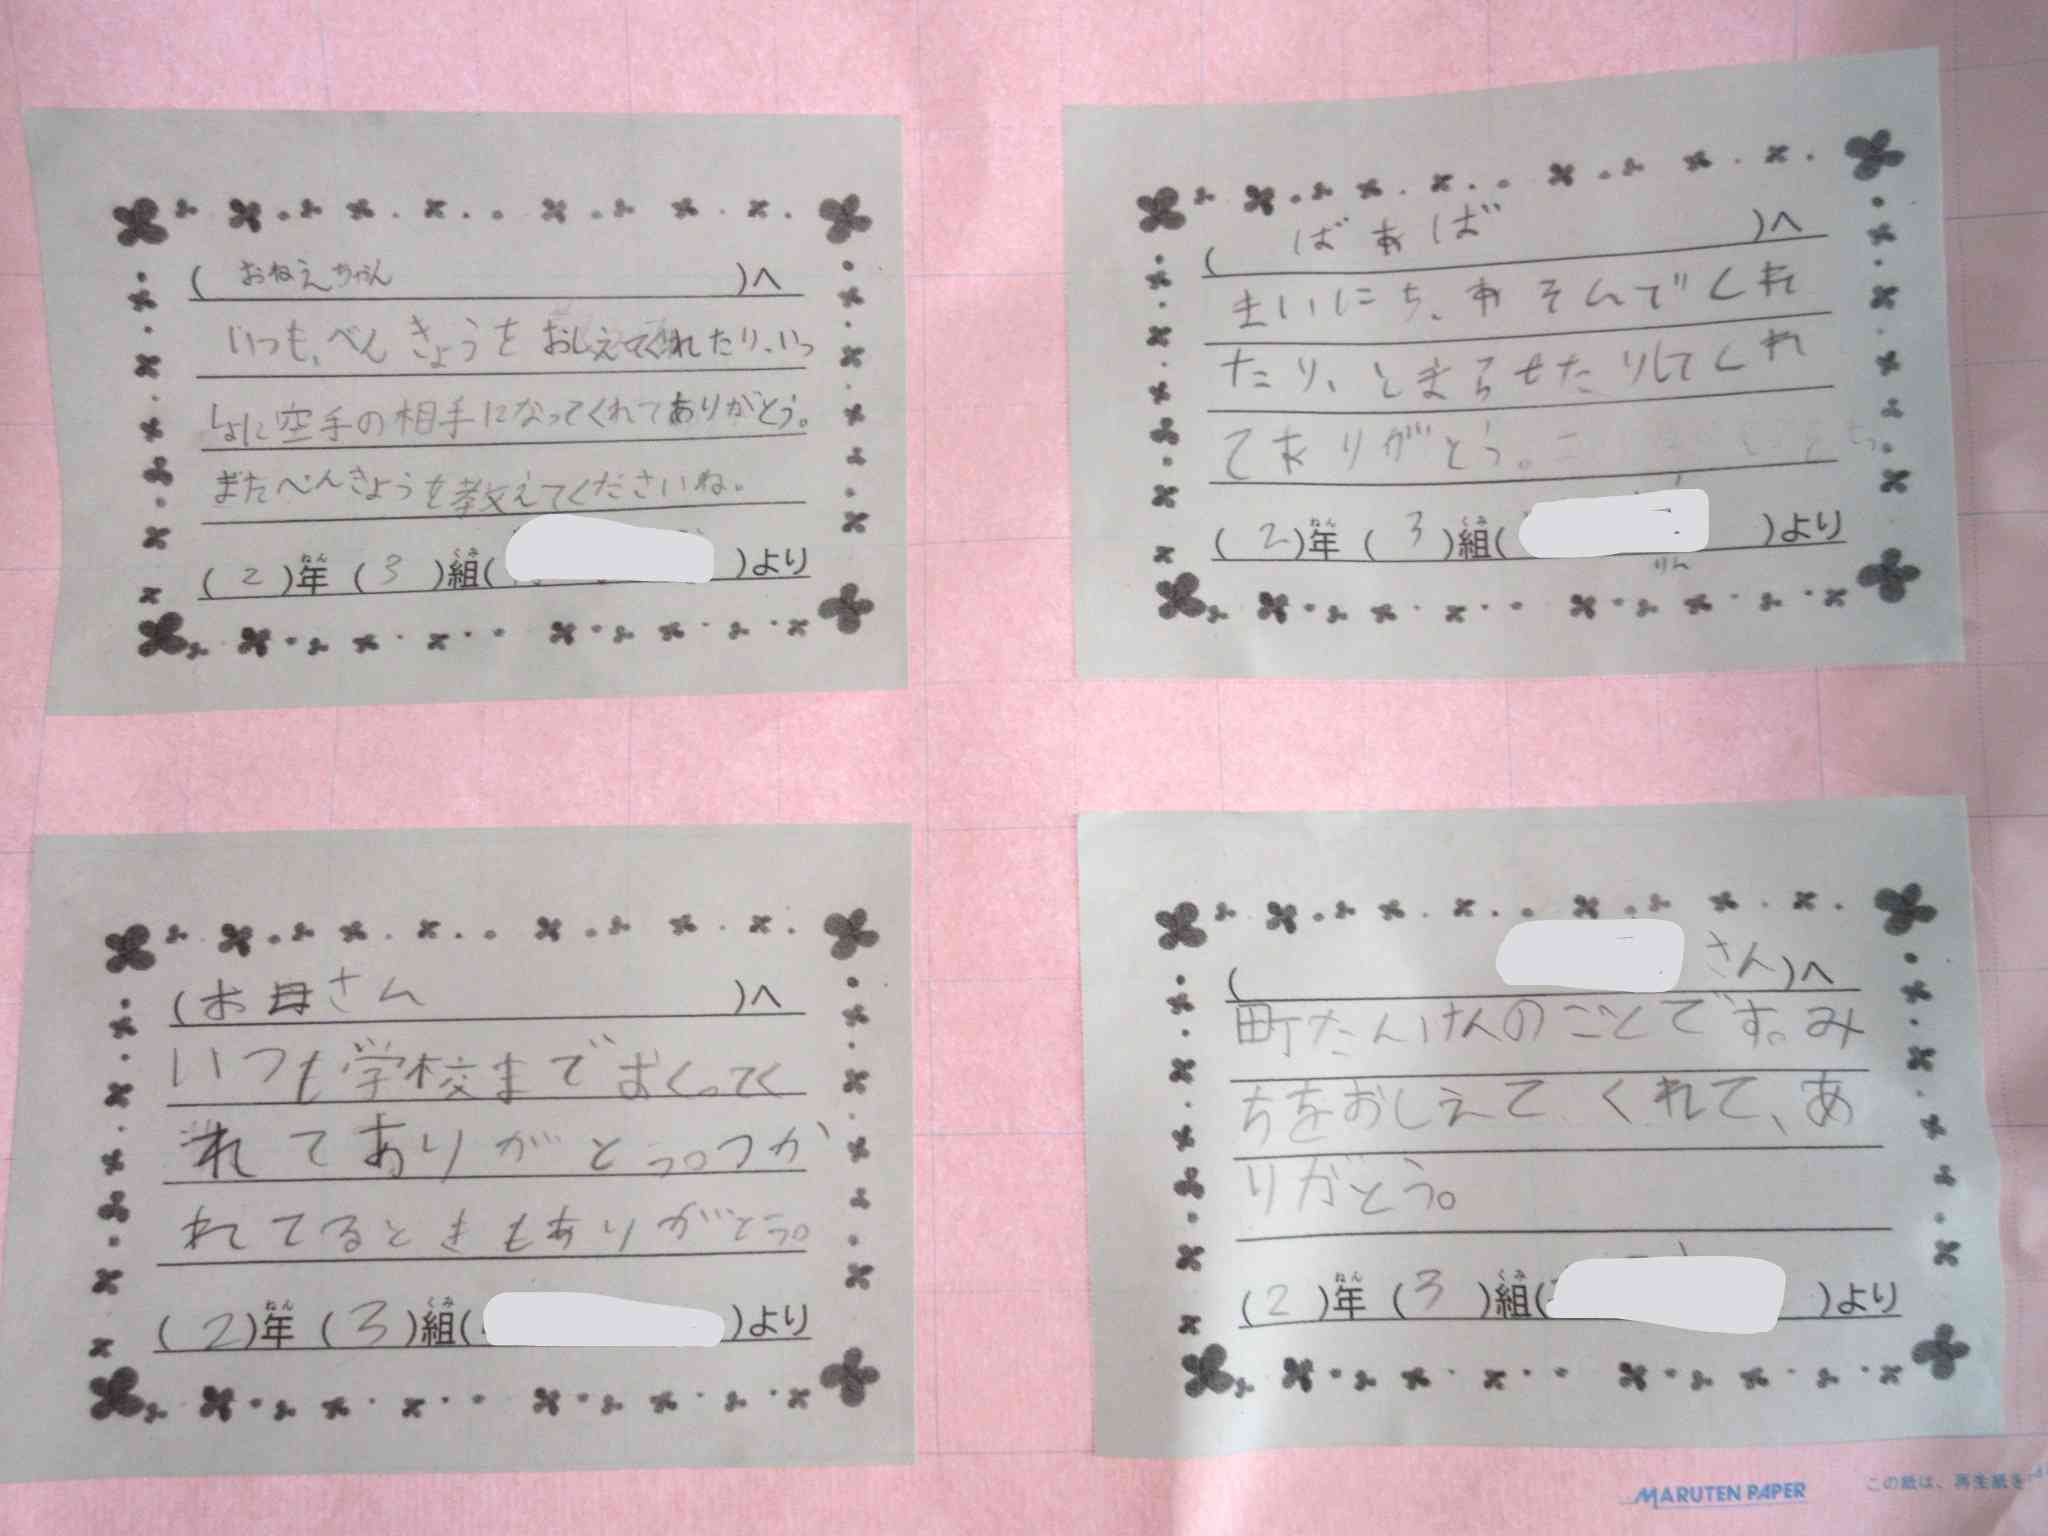 (おねえちゃん)へ
いつも、べんきょうをおしえてくれたり、いっ
しょに空手の相手になってくれてありがとう。
またべんきょうを教えてくださいね。
(2)年(3)組( )より
(ばあば)へ
まいにち、あそんでくれ
たり、とまらせたりしてくれ
てありがとう。
(2)年(3)組( )より
りん
(お母さん)へ
いつも学校までおくってく
れてありがとう。つか
れてるときもありがとう。
(2)年(3)組( )より
( さん)へ
町たんけんのことです。み
ちをおしえてくれて、あ
りがとう。
(2)年(3)組( )より
MARUTEN PAPER
この紙は、再生紙を